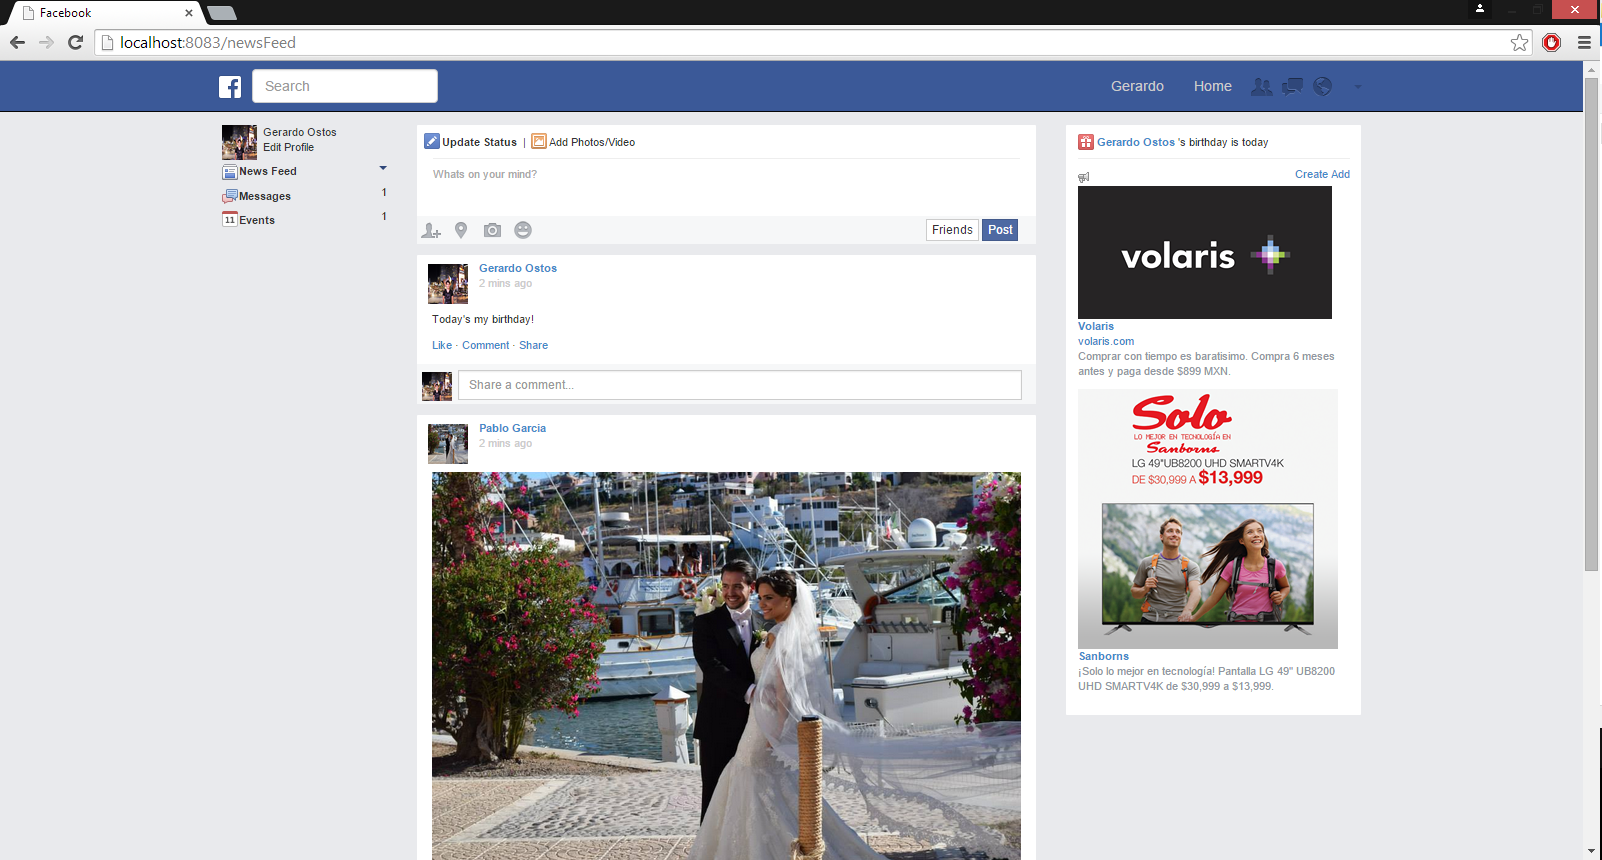 Facebook
localhost:8083/newsFeed
Search
Gerardo
Home
Gerardo Ostos
Edit Profile
News Feed
Messages 1
11 Events 1
Update Status | Add Photos/Video
Whats on your mind?
Friends Post
Gerardo Ostos
2 mins ago
Today's my birthday!
Like · Comment · Share
Share a comment...
Pablo Garcia
2 mins ago
Gerardo Ostos 's birthday is today
Create Add
volaris
Volaris
volaris.com
Comprar con tiempo es baratisimo. Compra 6 meses
antes y paga desde $899 MXN.
Solo
LO MEJOR EN TECNOLOGÍA EN
Sanborns
LG 49"UB8200 UHD SMARTV4K
DE $30,999 A $13,999
Sanborns
¡Solo lo mejor en tecnología! Pantalla LG 49" UB8200
UHD SMARTV4K de $30,999 a $13,999.